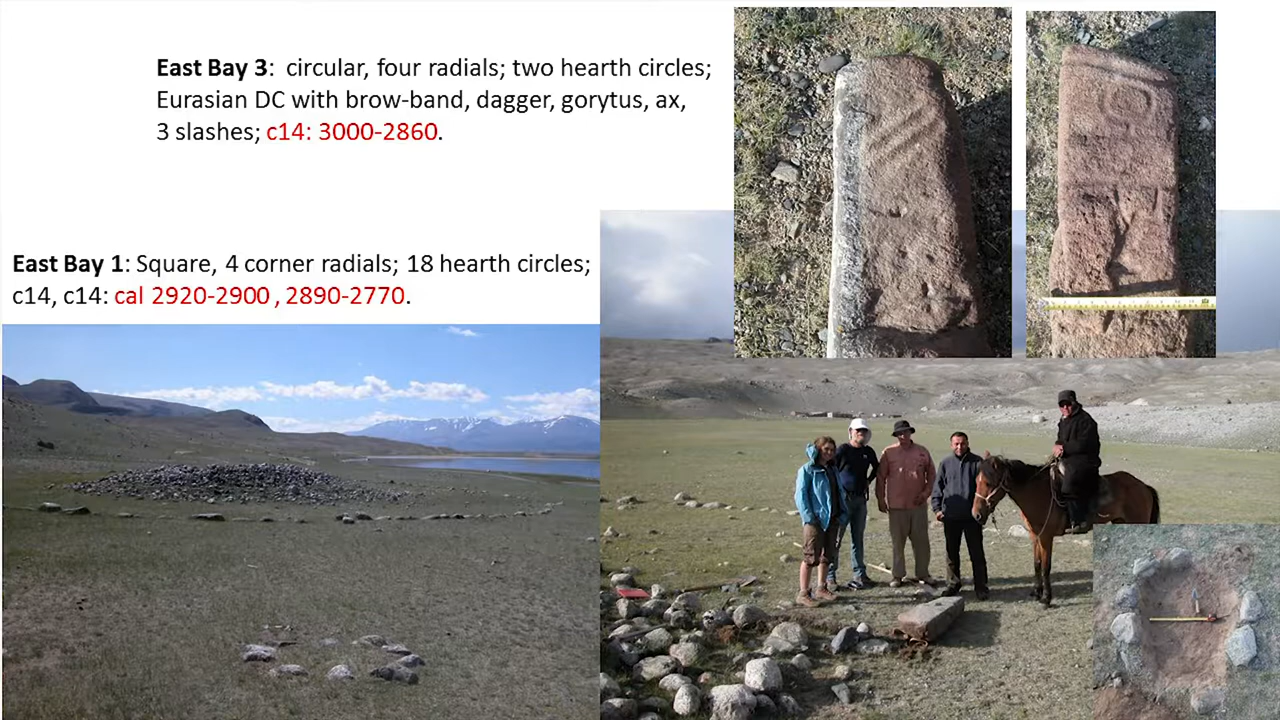 East Bay 3: circular, four radials; two hearth circles;
Eurasian DC with brow-band, dagger, gorytus, ax,
3 slashes; c14: 3000-2860.
East Bay 1: Square, 4 corner radials; 18 hearth circles;
c14, c14: cal 2920-2900 , 2890-2770.